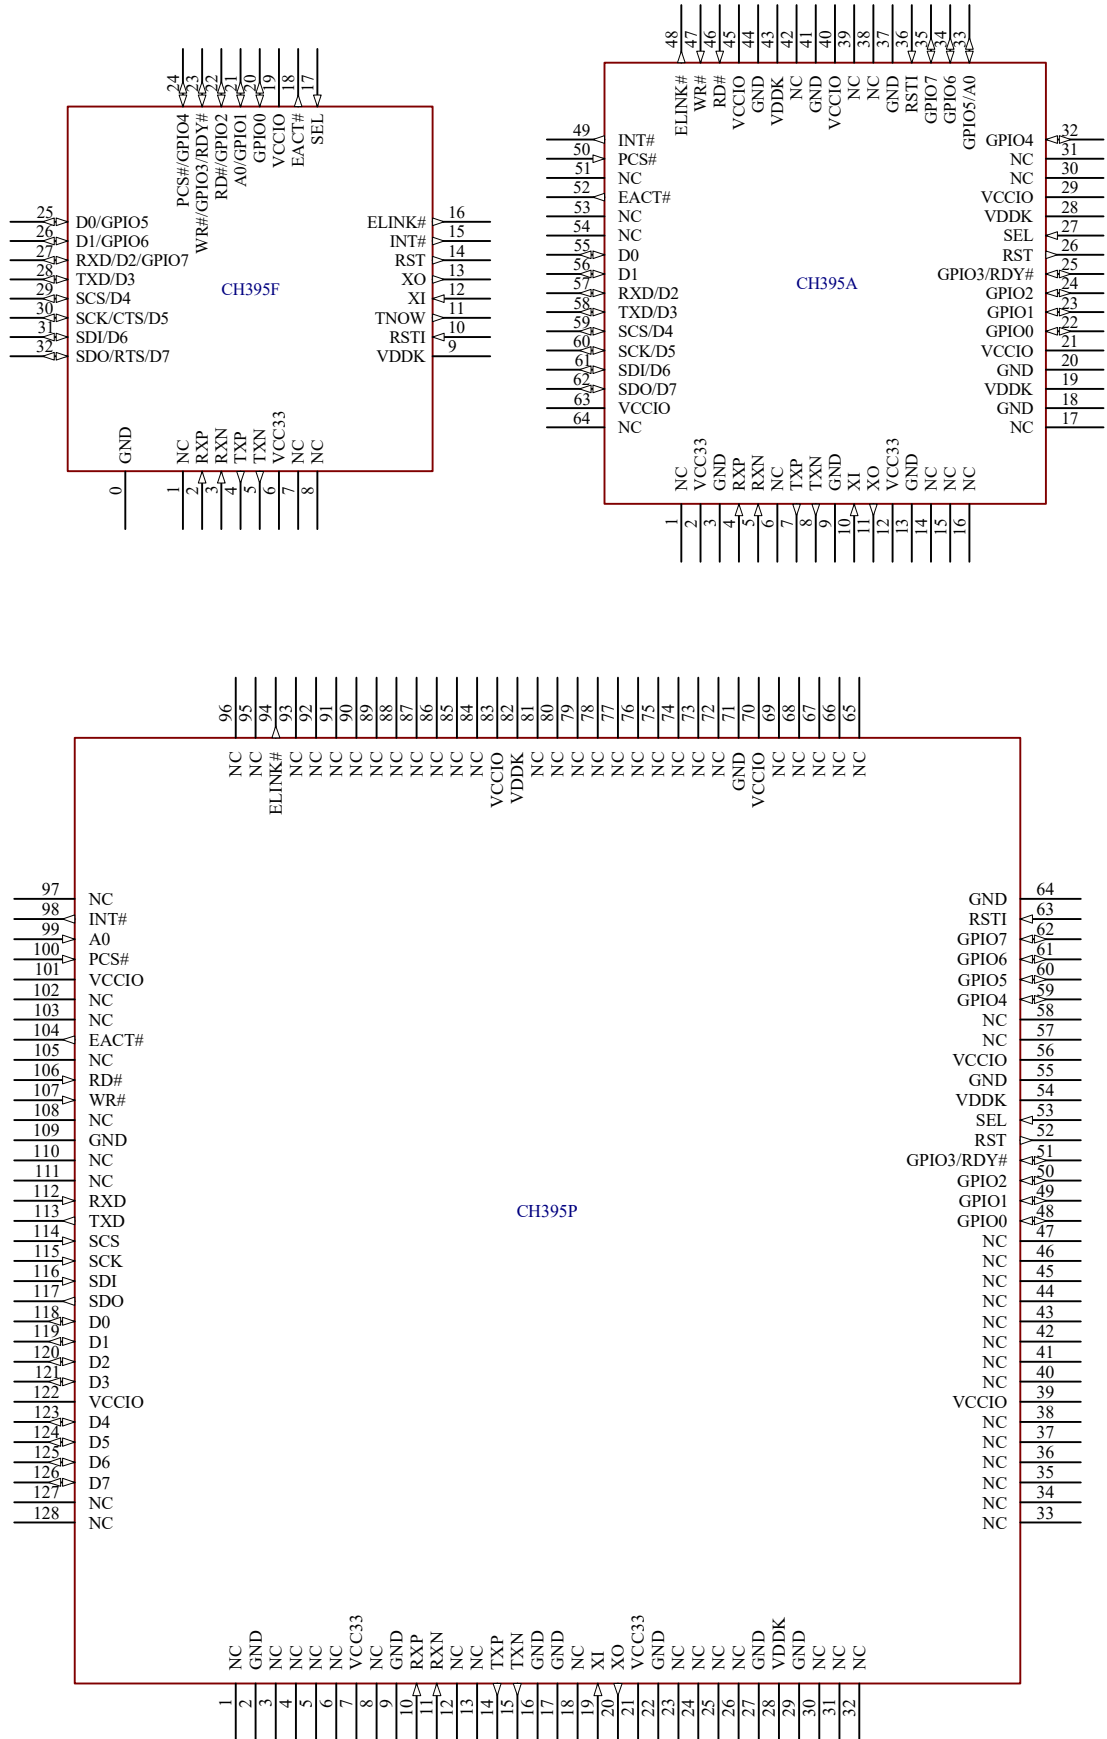 24 23 22 21 20 19 18 17
PCS#/GPIO4 WR#/GPIO3/RDY# RD#/GPIO2 A0/GPIO1 GPIO0 VCCIO EACT# SEL
25 D0/GPIO5
26 D1/GPIO6
27 RXD/D2/GPIO7
28 TXD/D3
29 SCS/D4
30 SCK/CTS/D5
31 SDI/D6
32 SDO/RTS/D7
CH395F
ELINK# 16
INT# 15
RST 14
XO 13
XI 12
TNOW 11
RSTI 10
VDDK 9
GND NC RXP RXN TXP TXN VCC33 NC NC
0 1 2 3 4 5 6 7 8
48 47 46 45 44 43 42 41 40 39 38 37 36 35 34 33
ELINK# WR# RD# VCCIO GND VDDK NC GND VCCIO NC NC GND RSTI GPIO7 GPIO6 GPIO5/A0
49 INT#
50 PCS#
51 NC
52 EACT#
53 NC
54 NC
55 D0
56 D1
57 RXD/D2
58 TXD/D3
59 SCS/D4
60 SCK/D5
61 SDI/D6
62 SDO/D7
63 VCCIO
64 NC
CH395A
GPIO4 32
NC 31
NC 30
VCCIO 29
VDDK 28
SEL 27
RST 26
GPIO3/RDY# 25
GPIO2 24
GPIO1 23
GPIO0 22
VCCIO 21
GND 20
VDDK 19
GND 18
NC 17
NC VCC33 GND RXP RXN NC TXP TXN GND XI XO VCC33 GND NC NC NC
1 2 3 4 5 6 7 8 9 10 11 12 13 14 15 16
96 95 94 93 92 91 90 89 88 87 86 85 84 83 82 81 80 79 78 77 76 75 74 73 72 71 70 69 68 67 66 65
NC NC ELINK# NC NC NC NC NC NC NC NC NC NC VCCIO VDDK NC NC NC NC NC NC NC NC NC NC GND VCCIO NC NC NC NC NC
97 NC
98 INT#
99 A0
100 PCS#
101 VCCIO
102 NC
103 NC
104 EACT#
105 NC
106 RD#
107 WR#
108 NC
109 GND
110 NC
111 NC
112 RXD
113 TXD
114 SCS
115 SCK
116 SDI
117 SDO
118 D0
119 D1
120 D2
121 D3
122 VCCIO
123 D4
124 D5
125 D6
126 D7
127 NC
128 NC
CH395P
GND 64
RSTI 63
GPIO7 62
GPIO6 61
GPIO5 60
GPIO4 59
NC 58
NC 57
VCCIO 56
GND 55
VDDK 54
SEL 53
RST 52
GPIO3/RDY# 51
GPIO2 50
GPIO1 49
GPIO0 48
NC 47
NC 46
NC 45
NC 44
NC 43
NC 42
NC 41
NC 40
VCCIO 39
NC 38
NC 37
NC 36
NC 35
NC 34
NC 33
NC GND NC NC NC NC VCC33 NC GND RXP RXN NC NC TXP TXN GND GND NC XI XO VCC33 GND NC NC NC NC GND VDDK GND NC NC NC
1 2 3 4 5 6 7 8 9 10 11 12 13 14 15 16 17 18 19 20 21 22 23 24 25 26 27 28 29 30 31 32